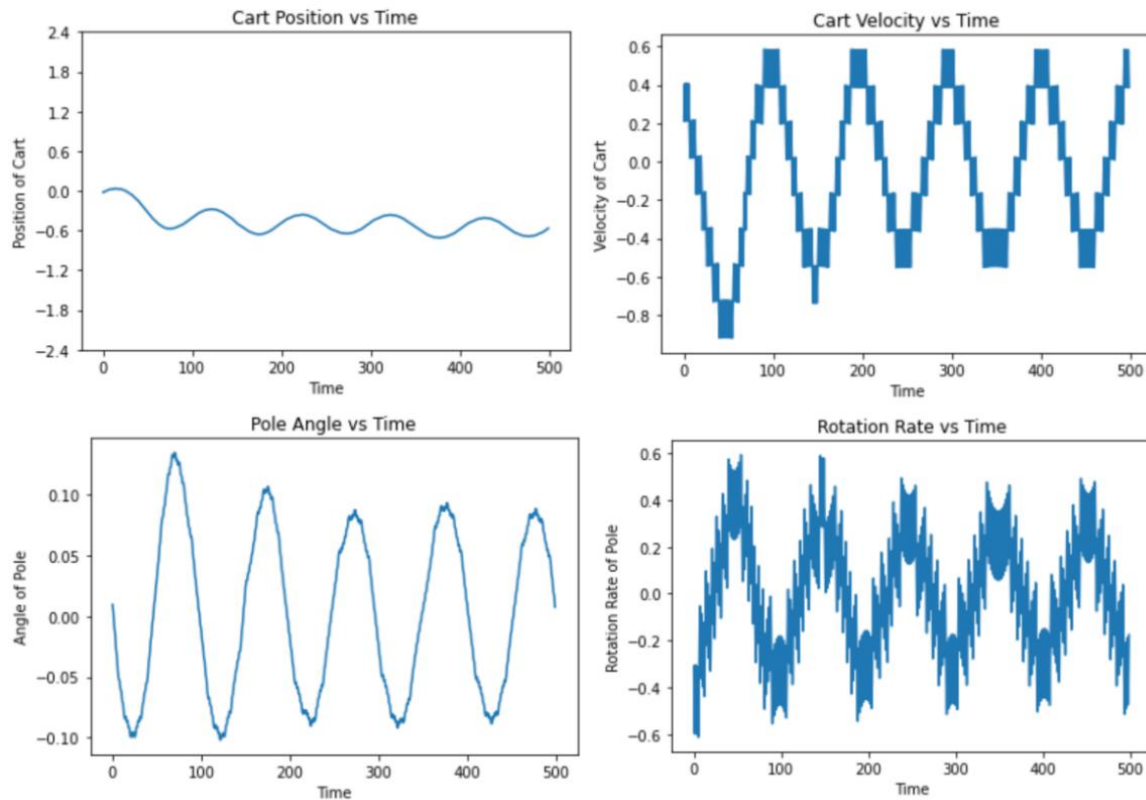 Cart Position vs Time
2.4
1.8
1.2
0.6
0.0
−0.6
−1.2
−1.8
−2.4
Position of Cart
0 100 200 300 400 500
Time
Cart Velocity vs Time
0.6
0.4
0.2
0.0
−0.2
−0.4
−0.6
−0.8
Velocity of Cart
0 100 200 300 400 500
Time
Pole Angle vs Time
0.10
0.05
0.00
−0.05
−0.10
Angle of Pole
0 100 200 300 400 500
Time
Rotation Rate vs Time
0.6
0.4
0.2
0.0
−0.2
−0.4
−0.6
Rotation Rate of Pole
0 100 200 300 400 500
Time